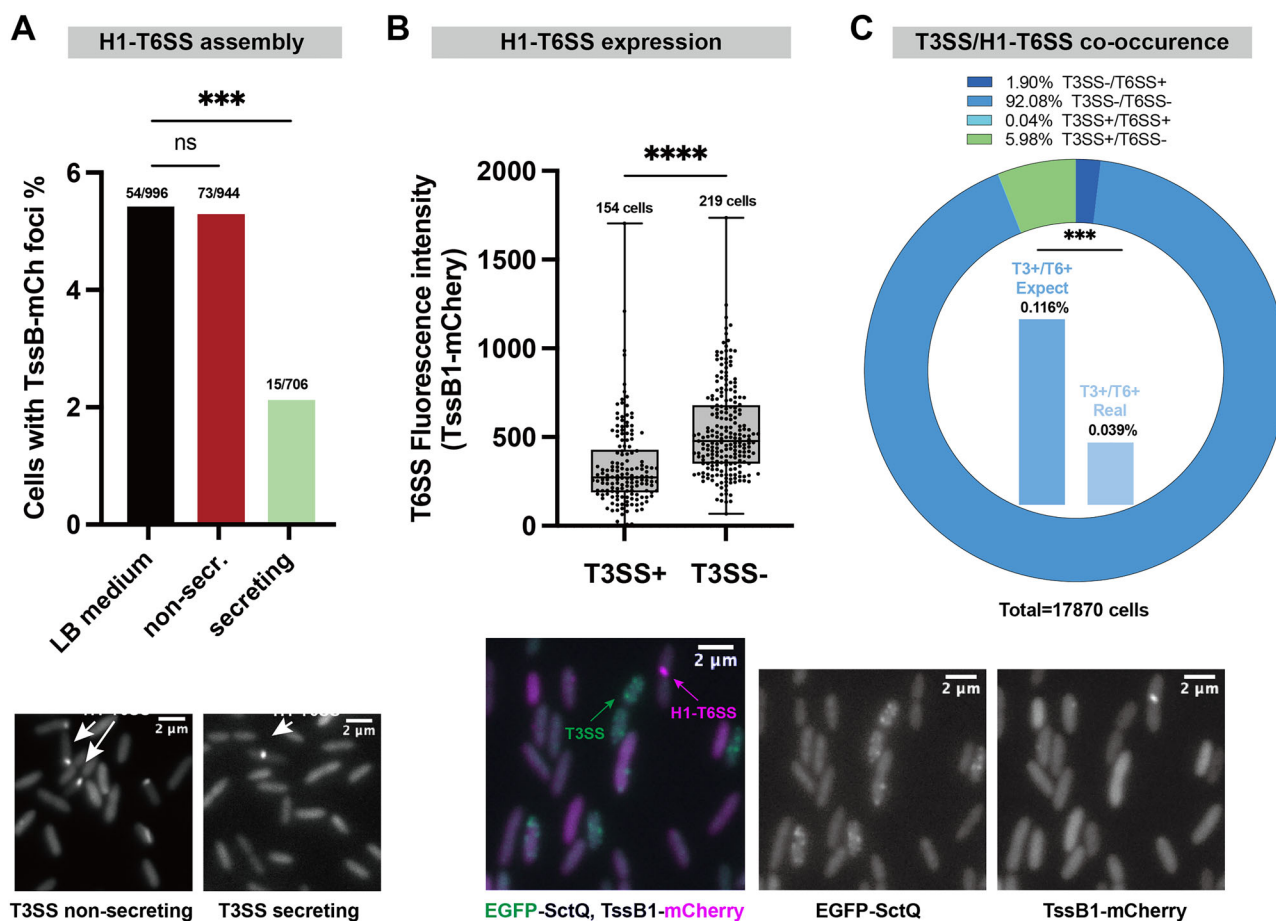 A
H1-T6SS assembly
***
ns
54/996
73/944
15/706
6
4
2
0
Cells with TssB-mCh foci %
LB medium
non-secr.
secreting
2 µm
2 µm
T3SS non-secreting
T3SS secreting
B
H1-T6SS expression
****
154 cells
219 cells
2000
1500
1000
500
0
T6SS Fluorescence intensity
(TssB1-mCherry)
T3SS+
T3SS-
2 µm
T3SS
H1-T6SS
EGFP-SctQ, TssB1-mCherry
2 µm
EGFP-SctQ
2 µm
TssB1-mCherry
C
T3SS/H1-T6SS co-occurence
1.90% T3SS-/T6SS+
92.08% T3SS-/T6SS-
0.04% T3SS+/T6SS+
5.98% T3SS+/T6SS-
***
T3+/T6+
Expect
0.116%
T3+/T6+
Real
0.039%
Total=17870 cells